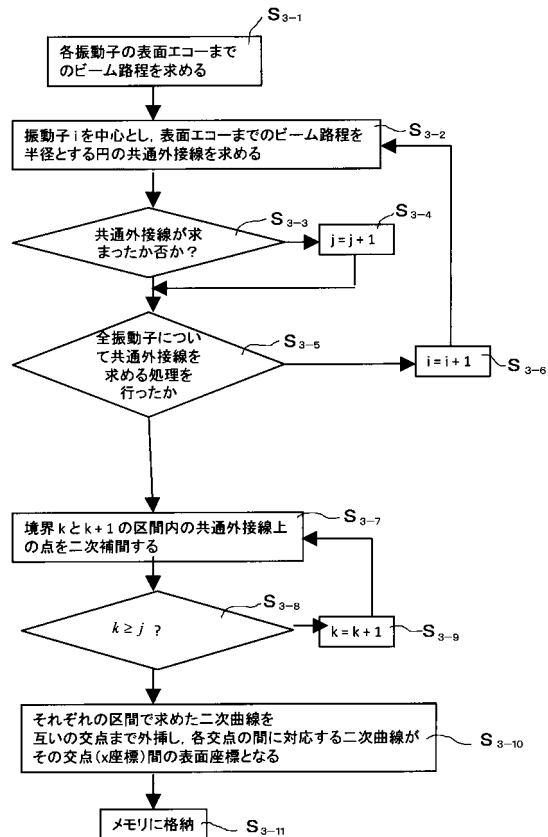 S3-1
各振動子の表面エコーまで
のビーム路程を求める
S3-2
振動子iを中心とし,表面エコーまでのビーム路程を
半径とする円の共通外接線を求める
S3-3
共通外接線が求
まったか否か？
S3-4
j = j + 1
S3-5
全振動子につい
て共通外接線を
求める処理を
行ったか
i = i + 1
S3-6
S3-7
境界kとk+1の区間内の共通外接線上
の点を二次補間する
S3-8
k ≥ j ？
k = k + 1
S3-9
それぞれの区間で求めた二次曲線を
互いの交点まで外挿し,各交点の間に対応する二次曲線が
その交点(x座標)間の表面座標となる
S3-10
メモリに格納
S3-11